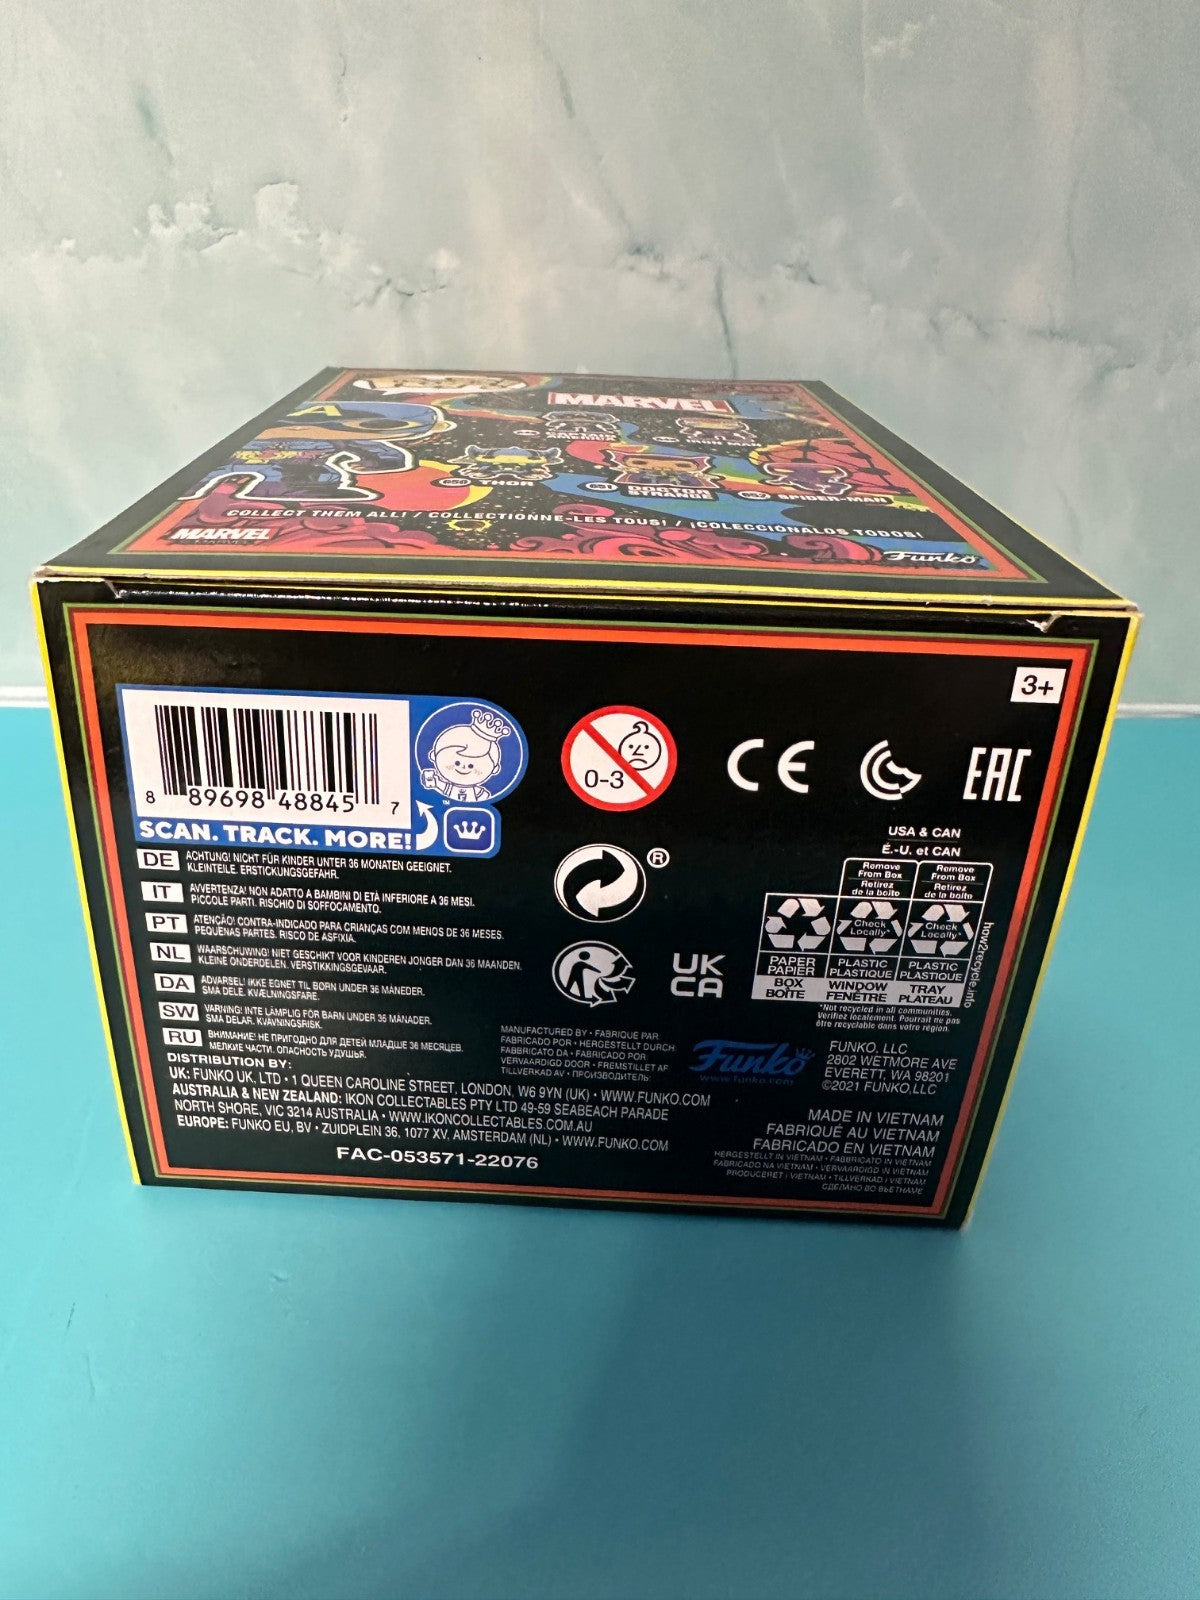 MARVEL
A
CAPTAIN
AMERICA
IRON MAN
650 THOR
651 DOCTOR
STRANGE
652 SPIDER-MAN
COLLECT THEM ALL! / COLLECTIONNE-LES TOUS! / ¡COLECCIÓNALOS TODOS!
MARVEL
Funko
3+
8 89698 48845 7
SCAN. TRACK. MORE!
™
0-3
CE
EAC
DE ACHTUNG! NICHT FÜR KINDER UNTER 36 MONATEN GEEIGNET.
KLEINTEILE. ERSTICKUNGSGEFAHR.
IT AVVERTENZA! NON ADATTO A BAMBINI DI ETÀ INFERIORE A 36 MESI.
PICCOLE PARTI. RISCHIO DI SOFFOCAMENTO.
PT ATENÇÃO! CONTRA-INDICADO PARA CRIANÇAS COM MENOS DE 36 MESES.
PEQUENAS PARTES. RISCO DE ASFIXIA.
NL WAARSCHUWING! NIET GESCHIKT VOOR KINDEREN JONGER DAN 36 MAANDEN.
KLEINE ONDERDELEN. VERSTIKKINGSGEVAAR.
DA ADVARSEL! IKKE EGNET TIL BØRN UNDER 36 MÅNEDER.
SMÅ DELE. KVÆLNINGSFARE.
SW VARNING! INTE LÄMPLIG FÖR BARN UNDER 36 MÅNADER.
SMÅ DELAR. KVÄVNINGSRISK.
RU ВНИМАНИЕ! НЕ ПРИГОДНО ДЛЯ ДЕТЕЙ МЛАДШЕ 36 МЕСЯЦЕВ.
МЕЛКИЕ ЧАСТИ. ОПАСНОСТЬ УДУШЬЯ.
®
UK
CA
USA & CAN
É.-U. et CAN
Remove
From Box
Retirez
de la boîte
Remove
From Box
Retirez
de la boîte
Check
Locally*
Check
Locally*
PAPER
PAPIER
BOX
BOÎTE
PLASTIC
PLASTIQUE
WINDOW
FENÊTRE
PLASTIC
PLASTIQUE
TRAY
PLATEAU
how2recycle.info
*Not recycled in all communities.
Vérifiez localement. Pourrait ne pas
être recyclable dans votre région.
MANUFACTURED BY • FABRIQUÉ PAR:
FABRICADO POR • HERGESTELLT DURCH:
FABBRICATO DA • FABRICADO POR:
VERVAARDIGD DOOR • FREMSTILLET AF
TILLVERKAD AV • ПРОИЗВОДИТЕЛЬ:
Funko
www.funko.com
FUNKO, LLC
2802 WETMORE AVE
EVERETT, WA 98201
©2021 FUNKO,LLC
DISTRIBUTION BY:
UK: FUNKO UK, LTD • 1 QUEEN CAROLINE STREET, LONDON, W6 9YN (UK) • WWW.FUNKO.COM
AUSTRALIA & NEW ZEALAND: IKON COLLECTABLES PTY LTD 49-59 SEABEACH PARADE
NORTH SHORE, VIC 3214 AUSTRALIA • WWW.IKONCOLLECTABLES.COM.AU
EUROPE: FUNKO EU, BV • ZUIDPLEIN 36, 1077 XV, AMSTERDAM (NL) • WWW.FUNKO.COM
FAC-053571-22076
MADE IN VIETNAM
FABRIQUÉ AU VIETNAM
FABRICADO EN VIETNAM
HERGESTELLT IN VIETNAM • FABBRICATO IN VIETNAM
FABRICADO NA VIETNAM • VERVAARDIGD IN VIETNAM
PRODUCERET I VIETNAM • TILLVERKAD I VIETNAM
СДЕЛАНО ВО ВЬЕТНАМЕ